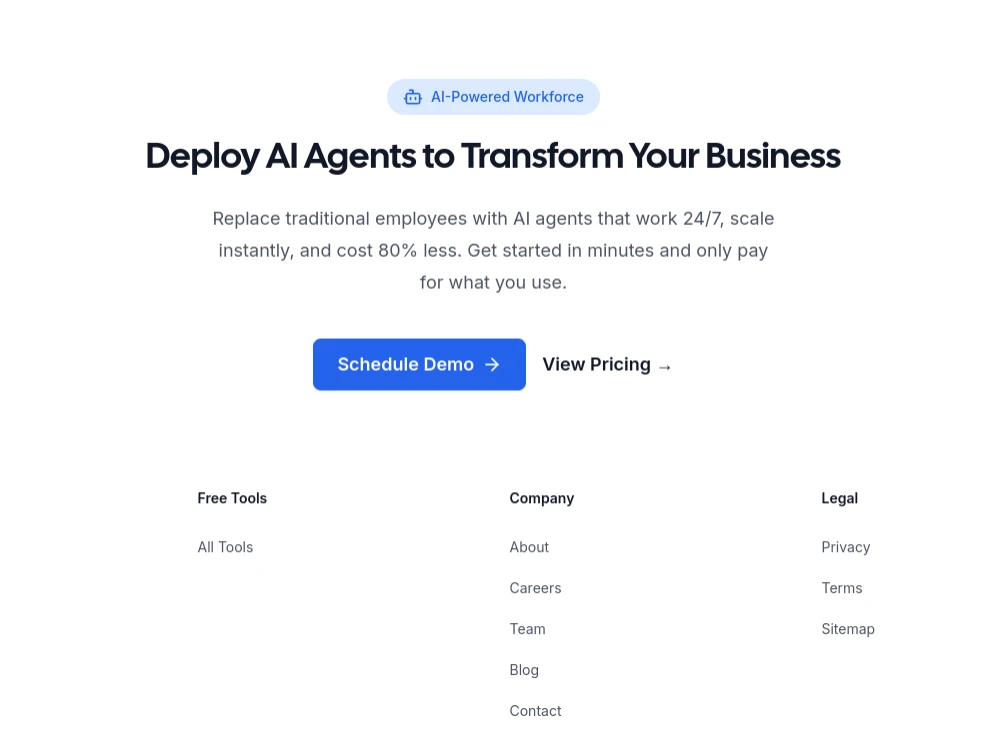 AI-Powered Workforce
Deploy AI Agents to Transform Your Business
Replace traditional employees with AI agents that work 24/7, scale
instantly, and cost 80% less. Get started in minutes and only pay
for what you use.
Schedule Demo →
View Pricing →
Free Tools
All Tools
Company
About
Careers
Team
Blog
Contact
Legal
Privacy
Terms
Sitemap